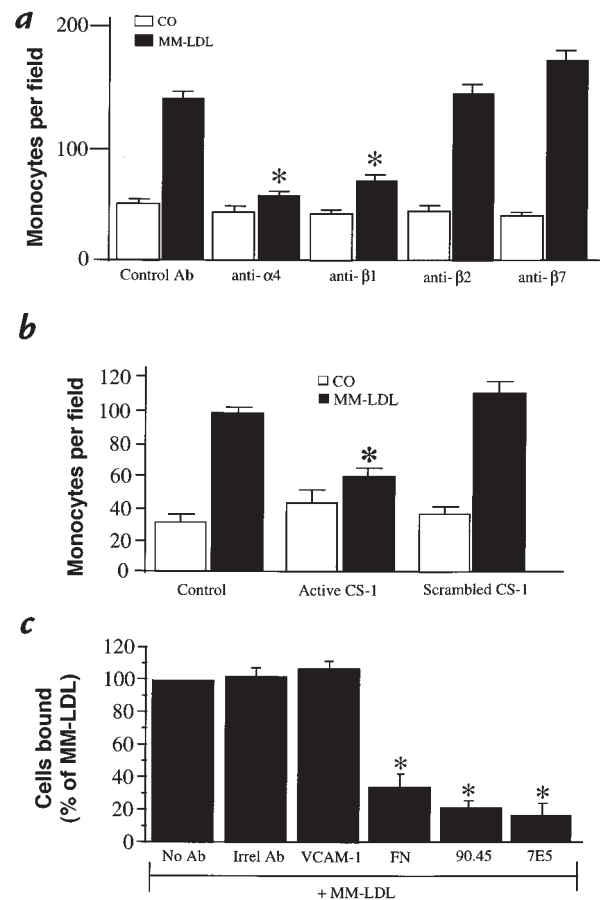 a
CO
MM-LDL
Monocytes per field
200
100
0
Control Ab anti-α4 anti-β1 anti-β2 anti-β7
* *
b
CO
MM-LDL
Monocytes per field
120
100
80
60
40
20
0
*
Control Active CS-1 Scrambled CS-1
c
Cells bound
(% of MM-LDL)
120
100
80
60
40
20
0
* * *
No Ab Irrel Ab VCAM-1 FN 90.45 7E5
+ MM-LDL